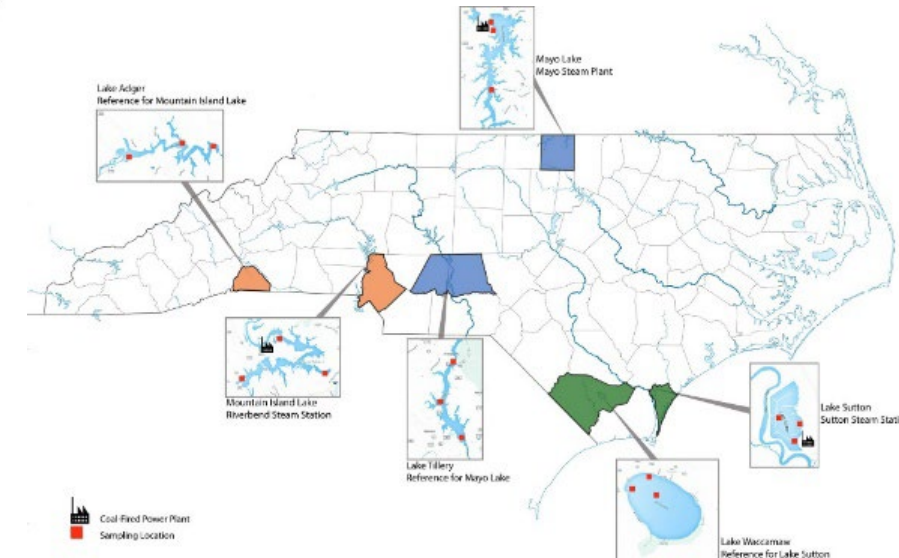 Mayo Lake
Mayo Steam Plant
Lake Adger
Reference for Mountain Island Lake
Mountain Island Lake
Riverbend Steam Station
Lake Tillery
Reference for Mayo Lake
Lake Sutton
Sutton Steam Stati
Lake Waccamaw
Reference for Lake Sutton
Coal-Fired Power Plant
Sampling Location